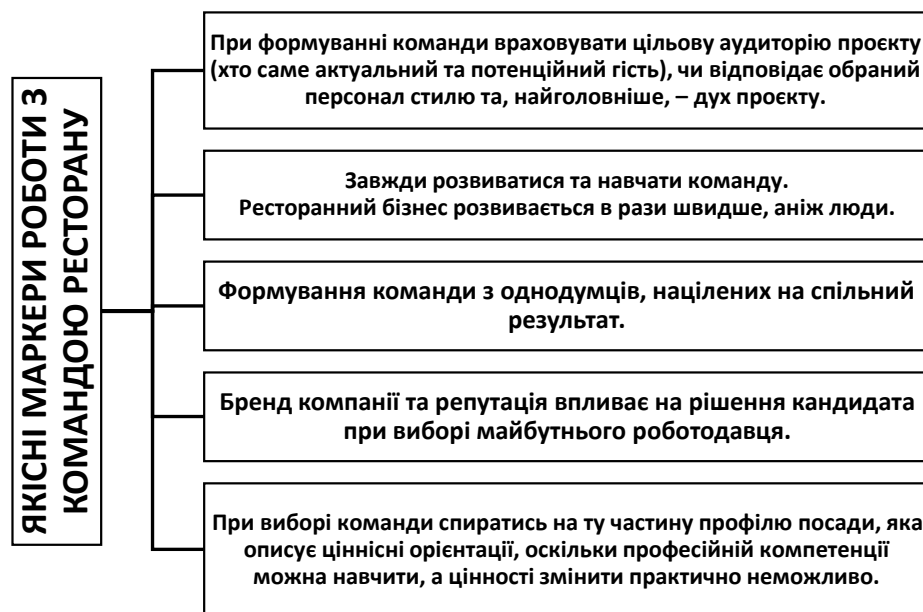 ЯКІСНІ МАРКЕРИ РОБОТИ З
КОМАНДОЮ РЕСТОРАНУ
При формуванні команди враховувати цільову аудиторію проєкту
(хто саме актуальний та потенційний гість), чи відповідає обраний
персонал стилю та, найголовніше, – дух проєкту.
Завжди розвиватися та навчати команду.
Ресторанний бізнес розвивається в рази швидше, аніж люди.
Формування команди з однодумців, націлених на спільний
результат.
Бренд компанії та репутація впливає на рішення кандидата
при виборі майбутнього роботодавця.
При виборі команди спиратись на ту частину профілю посади, яка
описує ціннісні орієнтації, оскільки професійній компетенції
можна навчити, а цінності змінити практично неможливо.